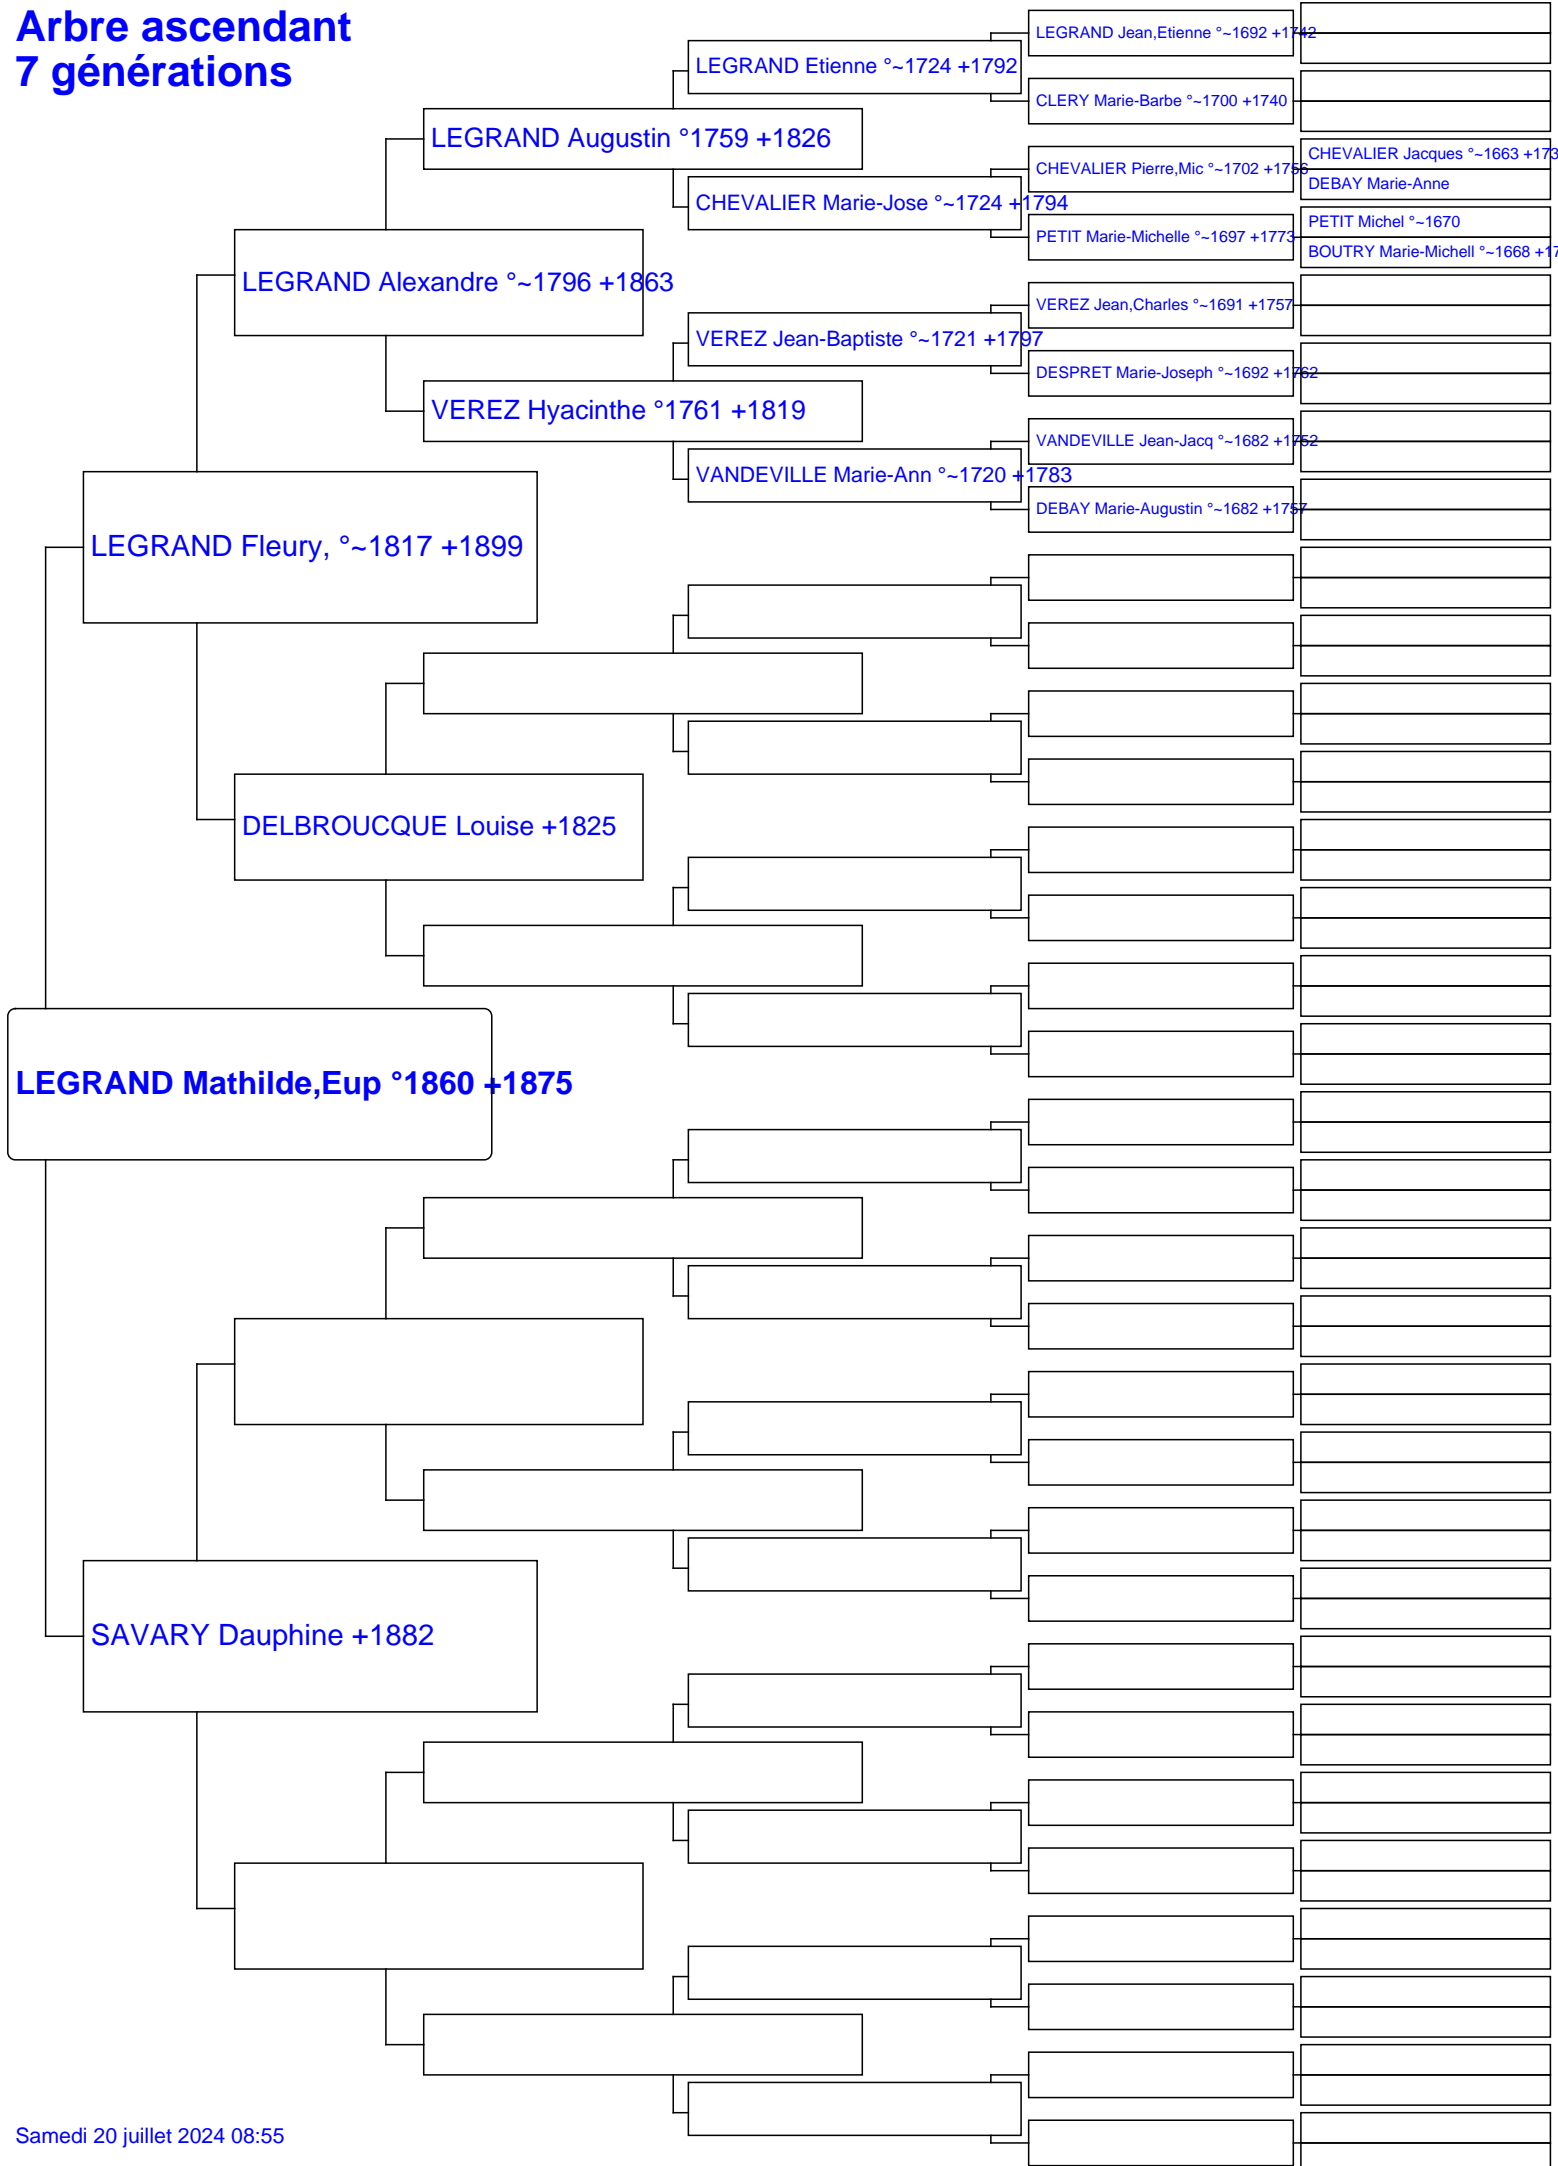 Arbre ascendant
7 générations
LEGRAND Jean,Etienne °~1692 +1742
LEGRAND Etienne °~1724 +1792
CLERY Marie-Barbe °~1700 +1740
LEGRAND Augustin °1759 +1826
CHEVALIER Jacques °~1663 +173
CHEVALIER Pierre,Mic °~1702 +1756
DEBAY Marie-Anne
CHEVALIER Marie-Jose °~1724 +1794
PETIT Michel °~1670
PETIT Marie-Michelle °~1697 +1773
BOUTRY Marie-Michell °~1668 +17
LEGRAND Alexandre °~1796 +1863
VEREZ Jean,Charles °~1691 +1757
VEREZ Jean-Baptiste °~1721 +1797
DESPRET Marie-Joseph °~1692 +1762
VEREZ Hyacinthe °1761 +1819
VANDEVILLE Jean-Jacq °~1682 +1752
VANDEVILLE Marie-Ann °~1720 +1783
DEBAY Marie-Augustin °~1682 +1757
LEGRAND Fleury, °~1817 +1899
DELBROUCQUE Louise +1825
LEGRAND Mathilde,Eup °1860 +1875
SAVARY Dauphine +1882
Samedi 20 juillet 2024 08:55